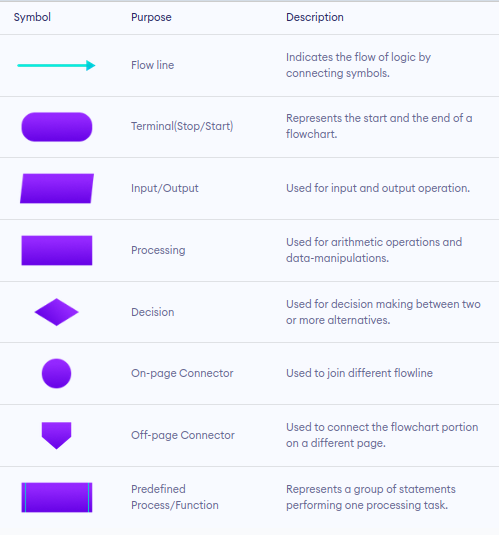 Symbol Purpose Description
Flow line
Indicates the flow of logic by
connecting symbols.
Terminal(Stop/Start)
Represents the start and the end of a
flowchart.
Input/Output
Used for input and output operation.
Processing
Used for arithmetic operations and
data-manipulations.
Decision
Used for decision making between two
or more alternatives.
On-page Connector
Used to join different flowline
Off-page Connector
Used to connect the flowchart portion
on a different page.
Predefined
Process/Function
Represents a group of statements
performing one processing task.